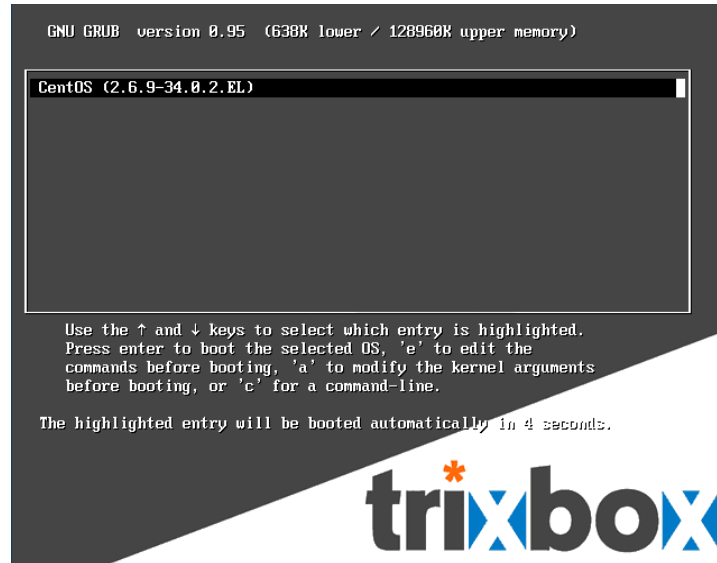 GNU GRUB  version 0.95  (638K lower / 128960K upper memory)
CentOS (2.6.9-34.0.2.EL)
Use the ↑ and ↓ keys to select which entry is highlighted.
Press enter to boot the selected OS, 'e' to edit the
commands before booting, 'a' to modify the kernel arguments
before booting, or 'c' for a command-line.
The highlighted entry will be booted automatically in 4 seconds.
trixbox